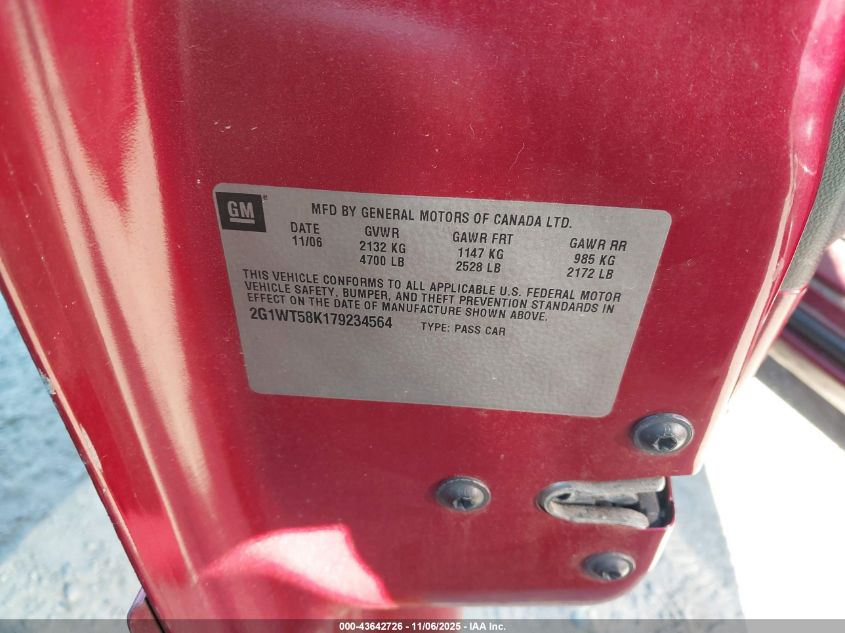 GM
MFD BY GENERAL MOTORS OF CANADA LTD.
DATE GVWR GAWR FRT GAWR RR
11/06 2132 KG 1147 KG 985 KG
4700 LB 2528 LB 2172 LB
THIS VEHICLE CONFORMS TO ALL APPLICABLE U.S. FEDERAL MOTOR
VEHICLE SAFETY, BUMPER, AND THEFT PREVENTION STANDARDS IN
EFFECT ON THE DATE OF MANUFACTURE SHOWN ABOVE.
2G1WT58K179234564 TYPE: PASS CAR
000-43642726 - 11/06/2025 - IAA Inc.